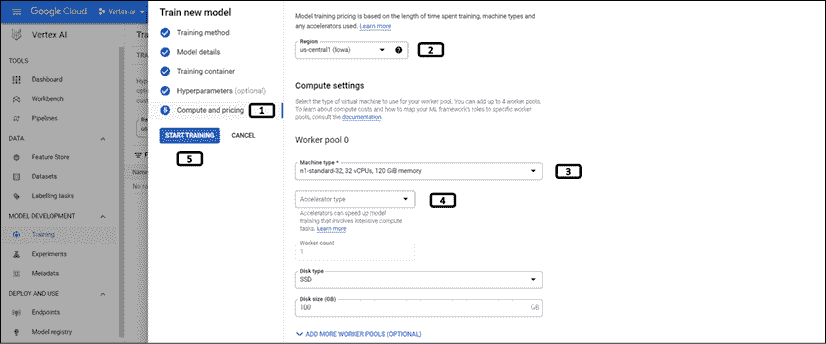 Google Cloud
Vertex-ai
Vertex AI
TOOLS
Dashboard
Workbench
Pipelines
DATA
Feature Store
Datasets
Labelling tasks
MODEL DEVELOPMENT
Training
Experiments
Metadata
DEPLOY AND USE
Endpoints
Model registry
Train new model
Training method
Model details
Training container
Hyperparameters (optional)
5 Compute and pricing
1
START TRAINING
CANCEL
5
Model training pricing is based on the length of time spent training, machine types and
any accelerators used. Learn more
Region
us-central1 (Iowa)
2
Compute settings
Select the type of virtual machine to use for your worker pool. You can add up to 4 worker pools.
To learn about compute costs and how to map your ML framework's roles to specific worker
pools, consult the documentation
Worker pool 0
Machine type *
n1-standard-32, 32 vCPUs, 120 GiB memory
3
Accelerator type
4
Accelerators can speed up model
training that involves intensive compute
tasks. Learn more
Worker count
1
Disk type
SSD
Disk size (GB)
100
GB
ADD MORE WORKER POOLS (OPTIONAL)